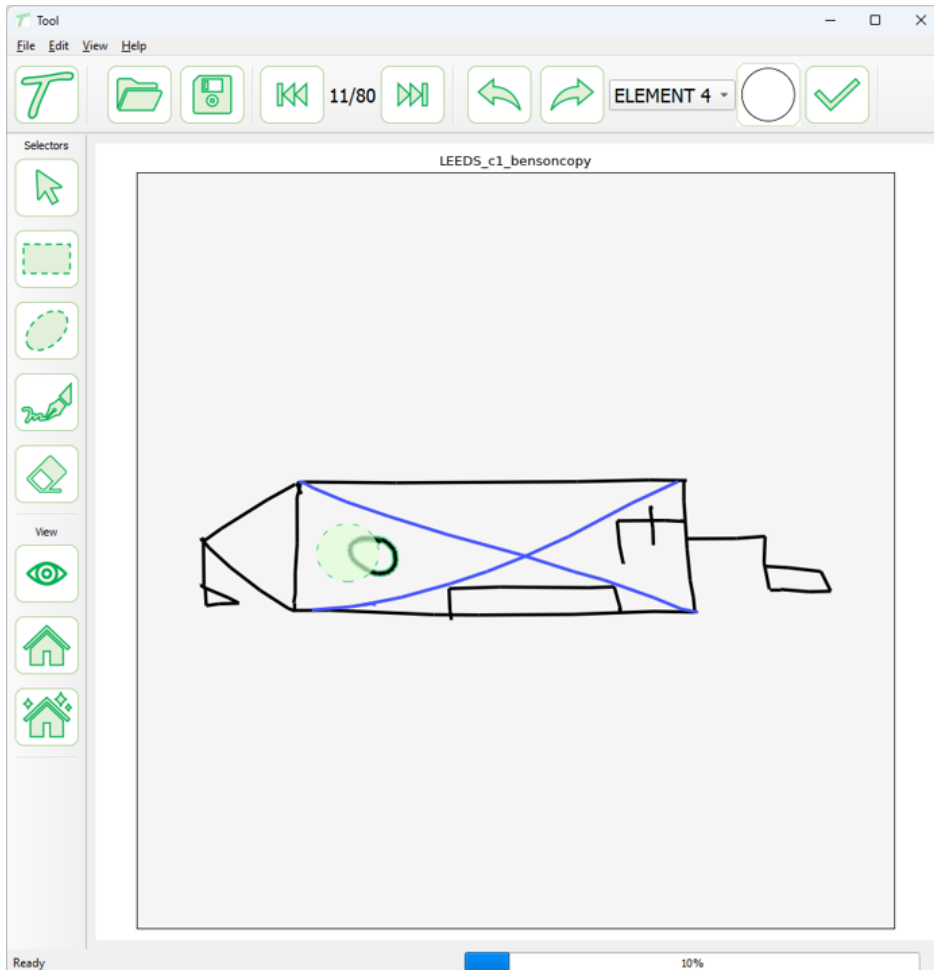 Tool
File Edit View Help
11/80
ELEMENT 4
Selectors
LEEDS_c1_bensoncopy
View
Ready
10%